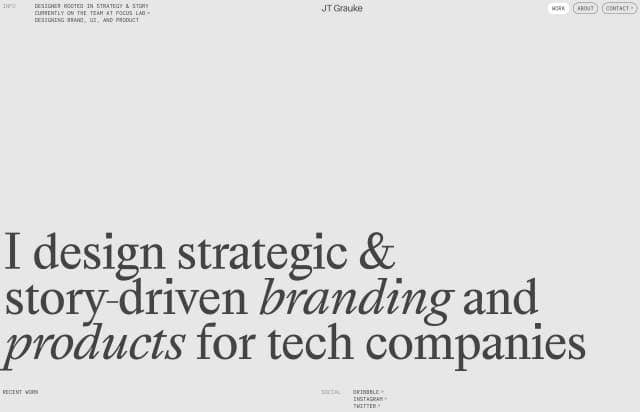 INFO
DESIGNER ROOTED IN STRATEGY & STORY
CURRENTLY ON THE TEAM AT FOCUS LAB↗
DESIGNING BRAND, UI, AND PRODUCT
JT Grauke
WORK
ABOUT
CONTACT↗
I design strategic &
story-driven branding and
products for tech companies
RECENT WORK
SOCIAL
DRIBBBLE↗
INSTAGRAM↗
TWITTER↗